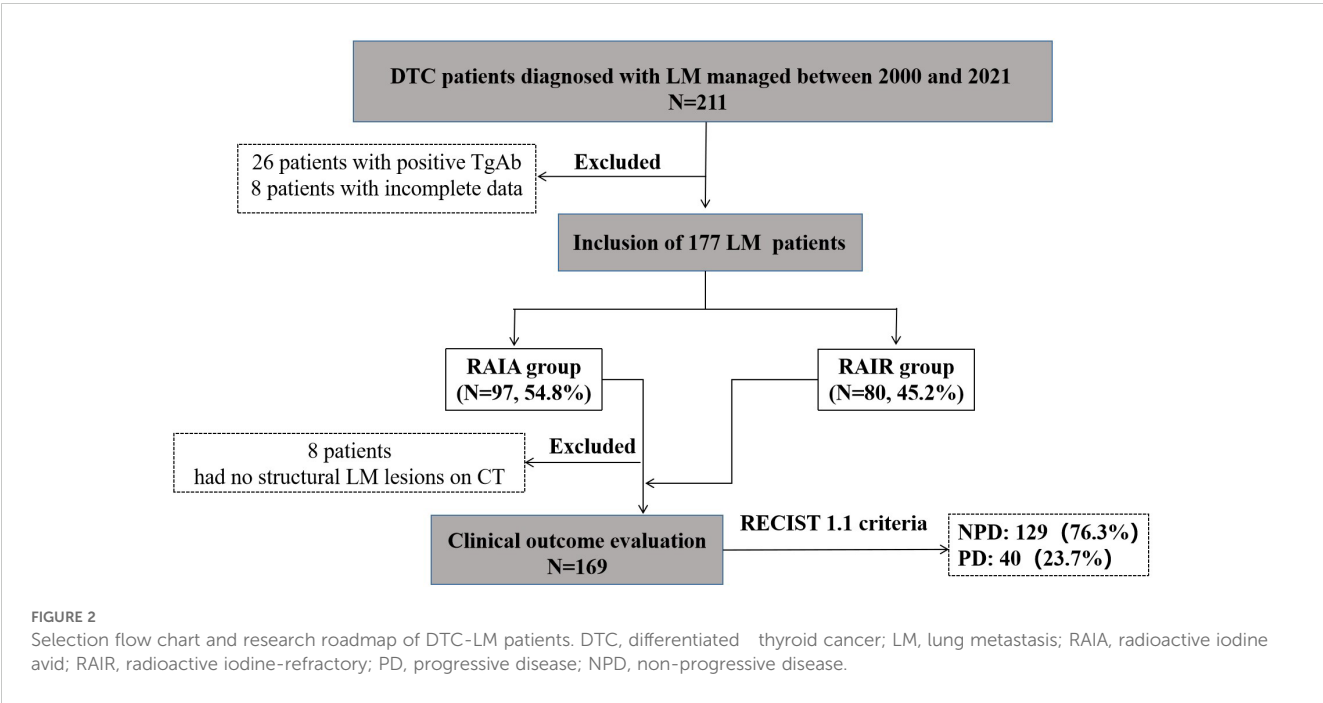 DTC patients diagnosed with LM managed between 2000 and 2021
N=211
26 patients with positive TgAb
8 patients with incomplete data
Excluded
Inclusion of 177 LM patients
RAIA group
(N=97, 54.8%)
RAIR group
(N=80, 45.2%)
8 patients
had no structural LM lesions on CT
Excluded
Clinical outcome evaluation
N=169
RECIST 1.1 criteria
NPD: 129 (76.3%)
PD: 40 (23.7%)
FIGURE 2
Selection flow chart and research roadmap of DTC-LM patients. DTC, differentiated thyroid cancer; LM, lung metastasis; RAIA, radioactive iodine
avid; RAIR, radioactive iodine-refractory; PD, progressive disease; NPD, non-progressive disease.